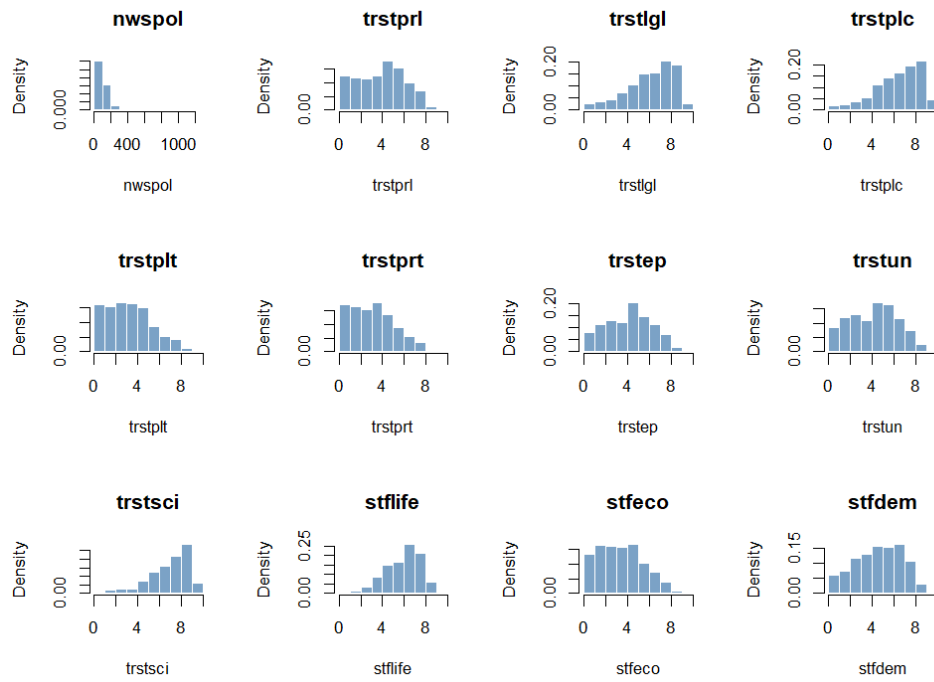 nwspol trstprl trstlgl trstplc
Density Density Density Density
0.000 0.00 0.00 0.20 0.00 0.20
0 400 1000 0 4 8 0 4 8 0 4 8
nwspol trstprl trstlgl trstplc
trstplt trstprt trstep trstun
Density Density Density Density
0.00 0.00 0.00 0.20 0.00
0 4 8 0 4 8 0 4 8 0 4 8
trstplt trstprt trstep trstun
trstsci stflife stfeco stfdem
Density Density Density Density
0.00 0.00 0.25 0.00 0.00 0.15
0 4 8 0 4 8 0 4 8 0 4 8
trstsci stflife stfeco stfdem